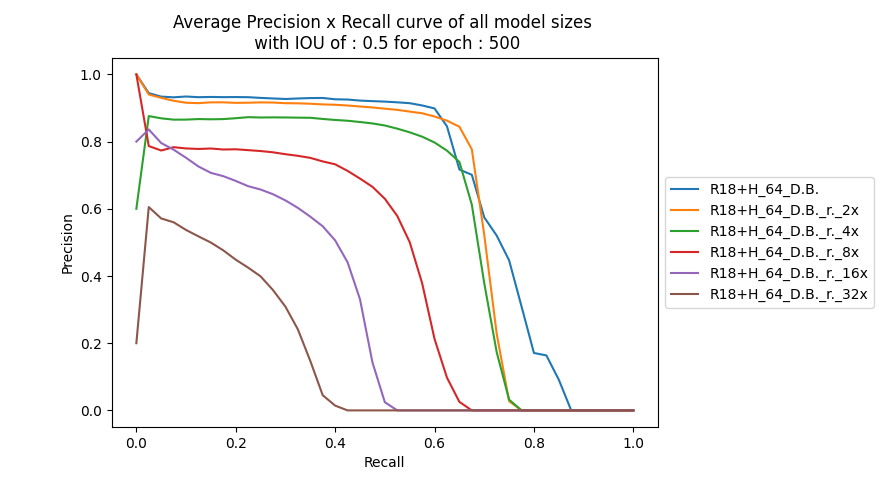 Average Precision x Recall curve of all model sizes
with IOU of : 0.5 for epoch : 500
Precision
1.0
0.8
0.6
0.4
0.2
0.0
0.0
0.2
0.4
0.6
0.8
1.0
Recall
R18+H_64_D.B.
R18+H_64_D.B._r._2x
R18+H_64_D.B._r._4x
R18+H_64_D.B._r._8x
R18+H_64_D.B._r._16x
R18+H_64_D.B._r._32x